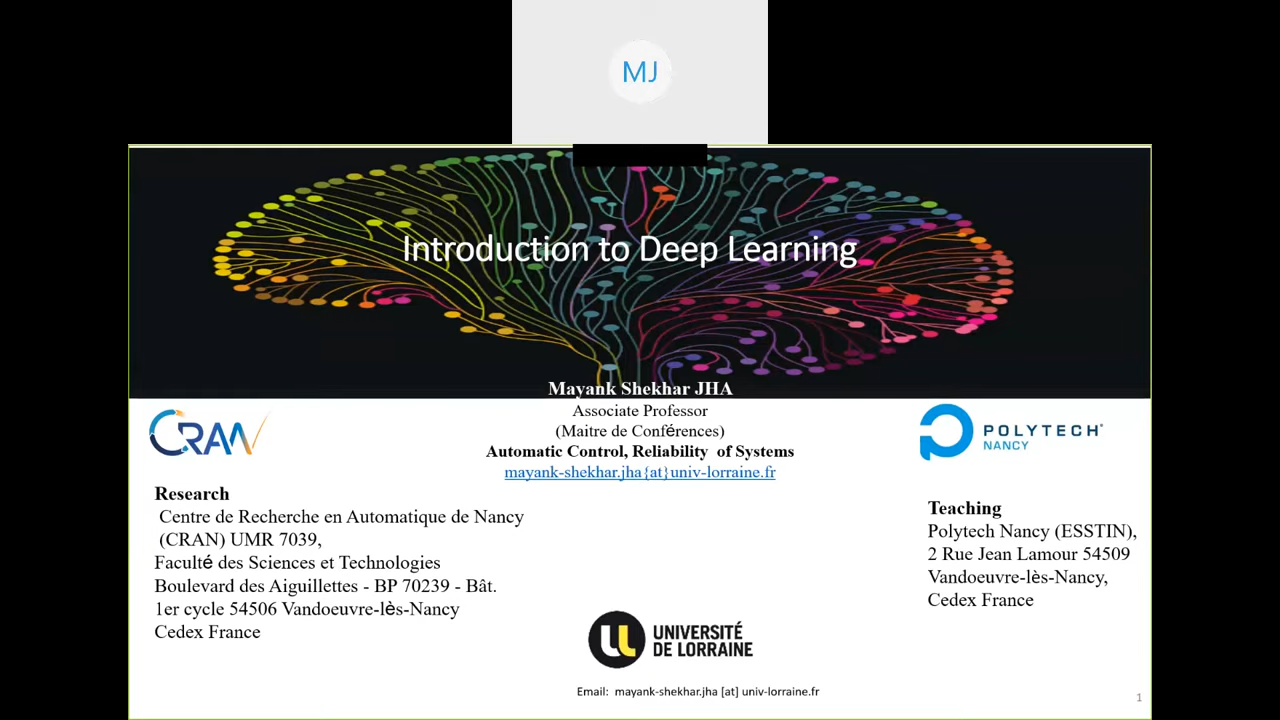 MJ
Introduction to Deep Learning
Mayank Shekhar JHA
Associate Professor
(Maitre de Conférences)
Automatic Control, Reliability of Systems
mayank-shekhar.jha{at}univ-lorraine.fr
CRAN
POLYTECH®
NANCY
Research
Centre de Recherche en Automatique de Nancy
(CRAN) UMR 7039,
Faculté des Sciences et Technologies
Boulevard des Aiguillettes - BP 70239 - Bât.
1er cycle 54506 Vandoeuvre-lès-Nancy
Cedex France
Teaching
Polytech Nancy (ESSTIN),
2 Rue Jean Lamour 54509
Vandoeuvre-lès-Nancy,
Cedex France
UNIVERSITÉ
DE LORRAINE
Email: mayank-shekhar.jha [at] univ-lorraine.fr
1